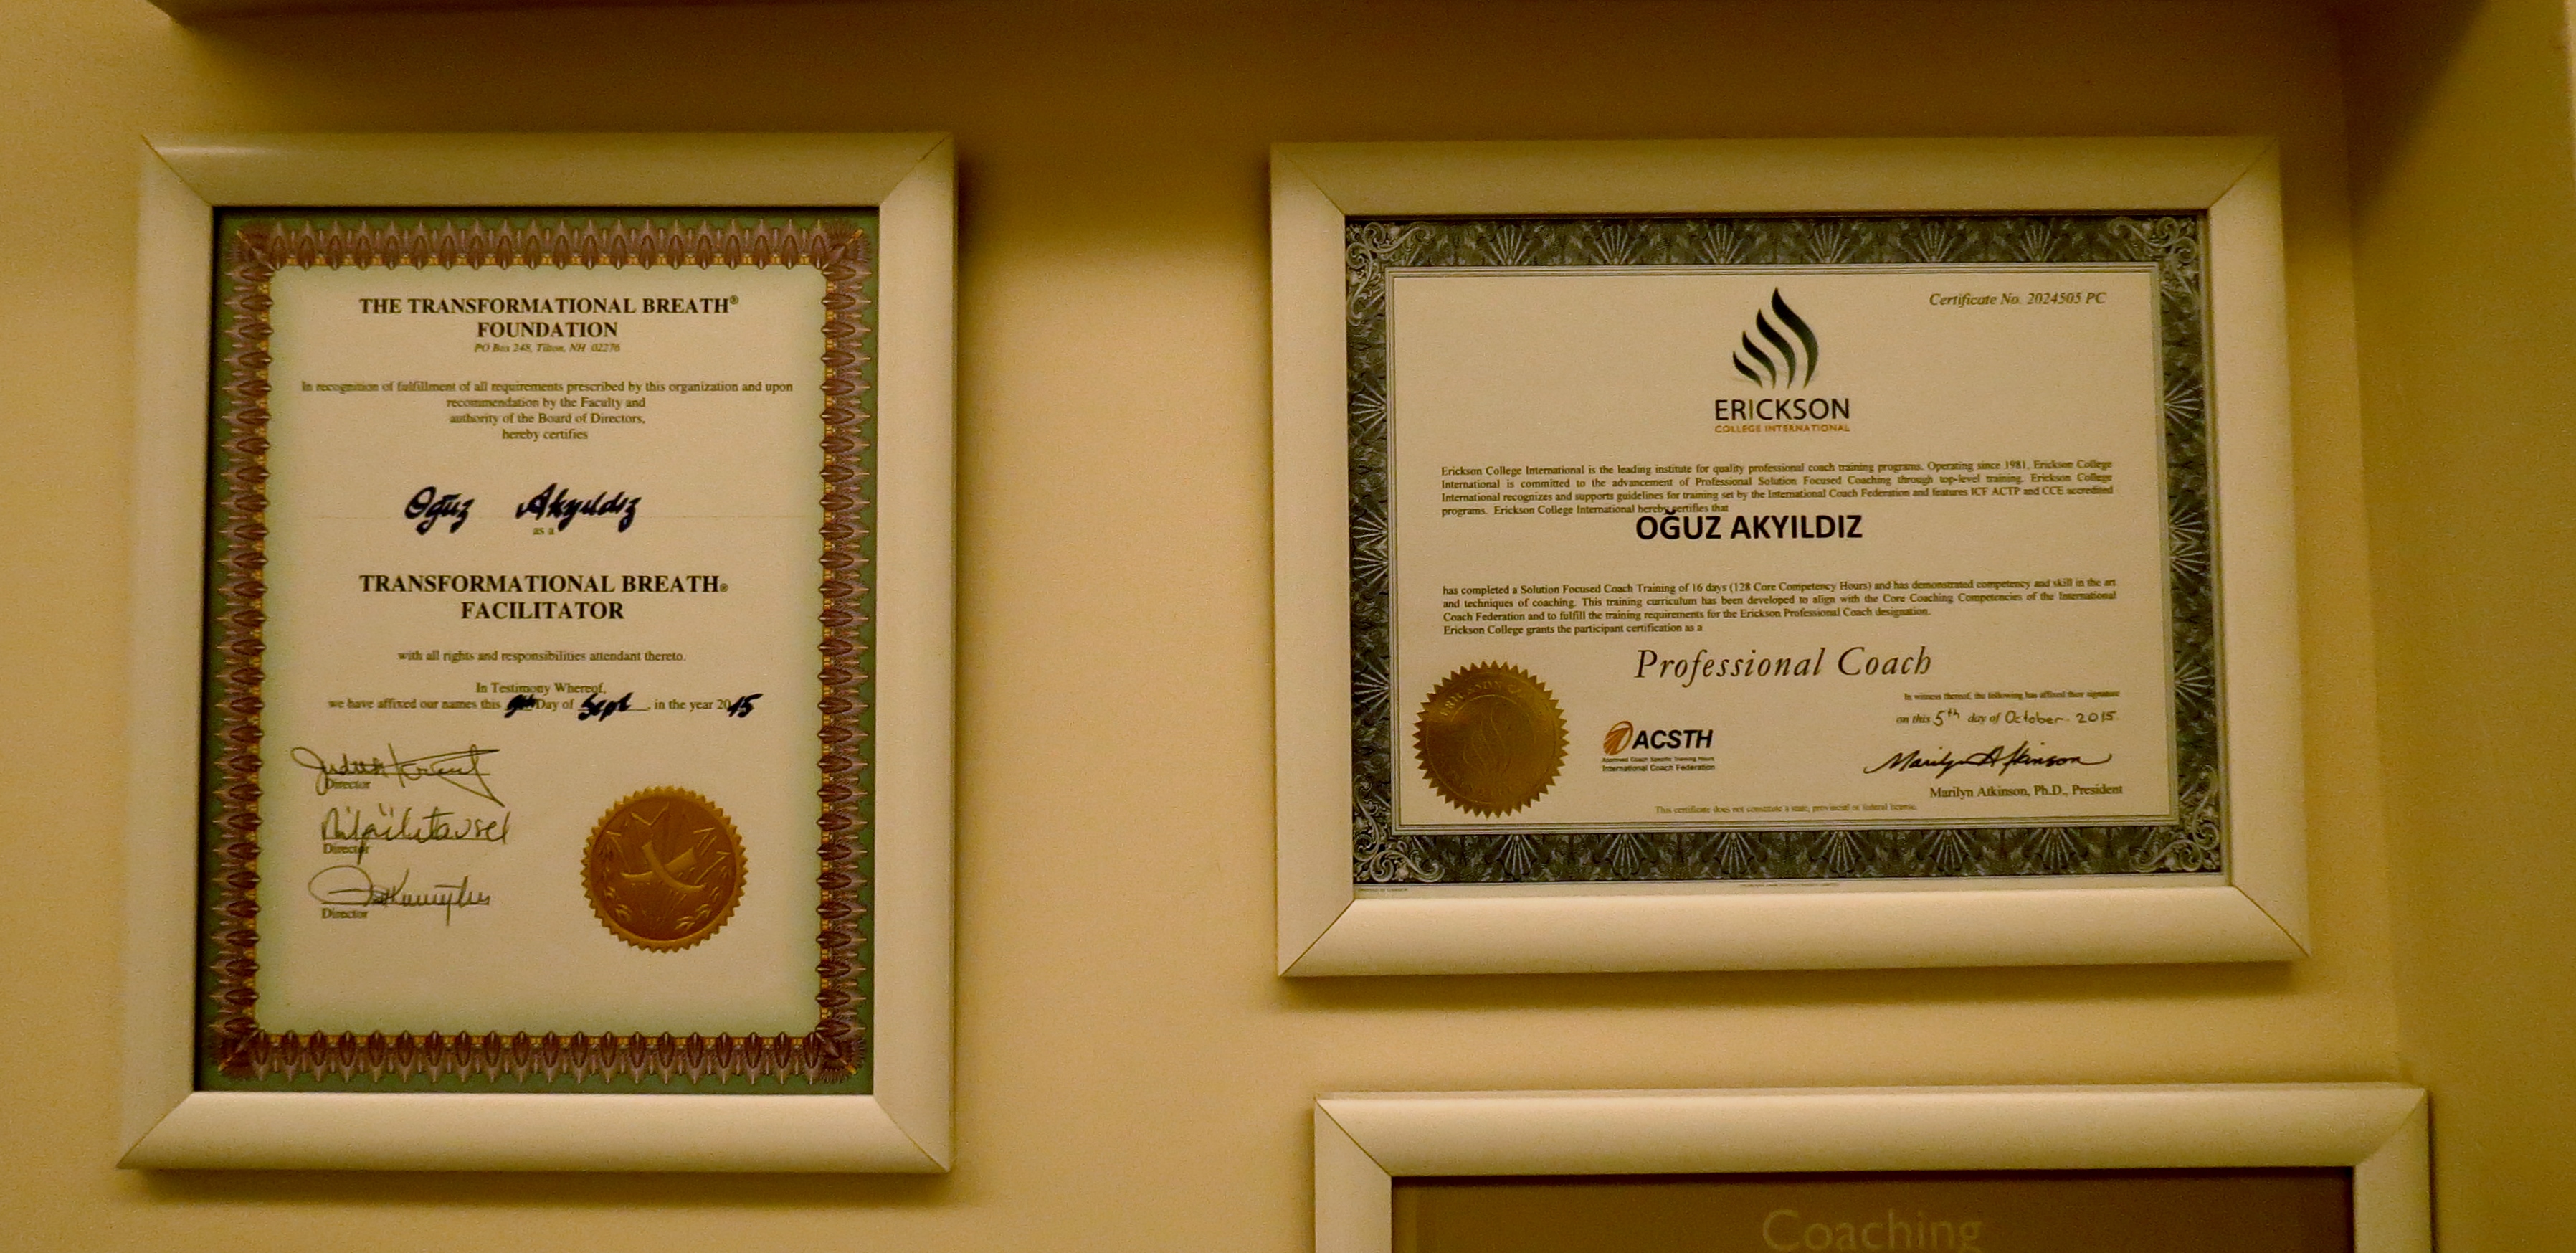 THE TRANSFORMATIONAL BREATH®
FOUNDATION
PO Box 248, Tilton, NH 02276
In recognition of fulfillment of all requirements prescribed by this organization and upon
recommendation by the Faculty and
authority of the Board of Directors,
hereby certifies
Oğuz Akyıldız
as a
TRANSFORMATIONAL BREATH®
FACILITATOR
with all rights and responsibilities attendant thereto.
In Testimony Whereof,
we have affixed our names this 9th Day of Sept, in the year 2015
Director
Director
Director
Certificate No. 2024505 PC
ERICKSON
COLLEGE INTERNATIONAL
Erickson College International is the leading institute for quality professional coach training programs. Operating since 1981, Erickson College
International is committed to the advancement of Professional Solution Focused Coaching through top-level training. Erickson College
International recognizes and supports guidelines for training set by the International Coach Federation and features ICF ACTP and CCE accredited
programs. Erickson College International hereby certifies that
OĞUZ AKYILDIZ
has completed a Solution Focused Coach Training of 16 days (128 Core Competency Hours) and has demonstrated competency and skill in the art
and techniques of coaching. This training curriculum has been developed to align with the Core Coaching Competencies of the International
Coach Federation and to fulfill the training requirements for the Erickson Professional Coach designation.
Erickson College grants the participant certification as a
Professional Coach
In witness thereof, the following has affixed their signature
on this 5th day of October. 2015
ACSTH
Approved Coach Specific Training Hours
International Coach Federation
Marilyn Atkinson
Marilyn Atkinson, Ph.D., President
This certificate does not constitute a state, provincial or federal license.
Coaching